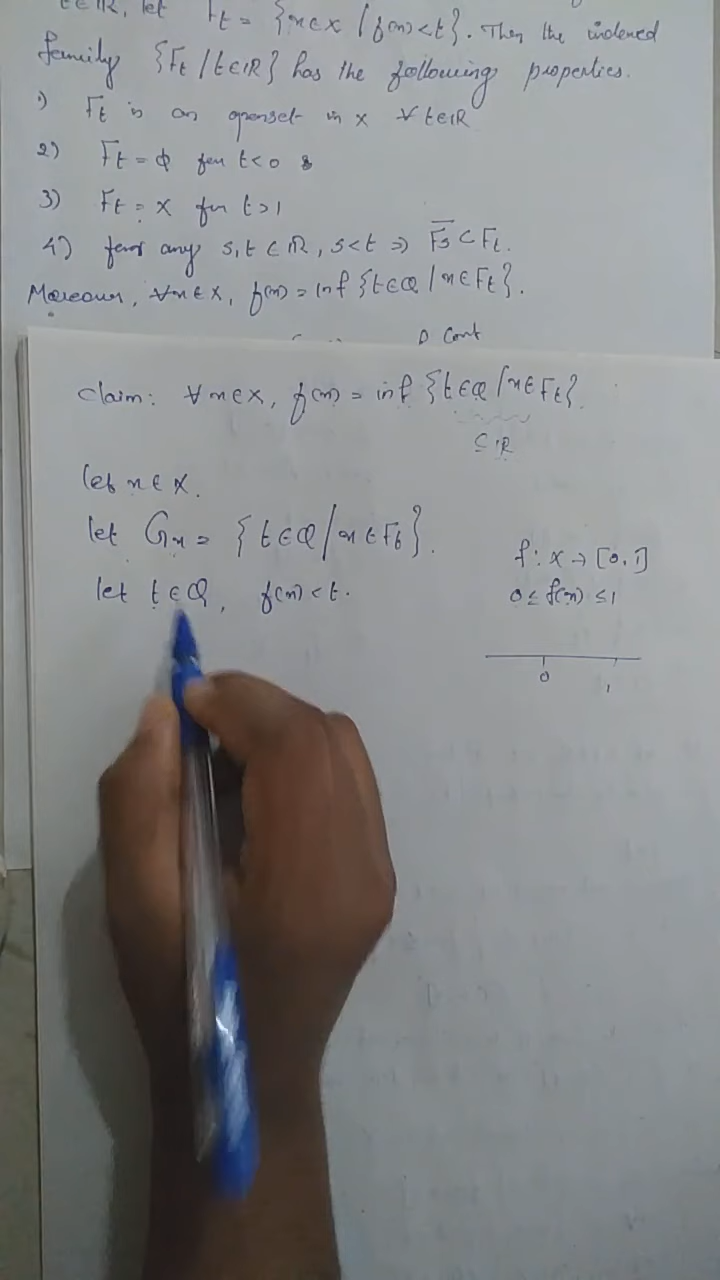 t∈ℝ, let Ft = {x∈X / f(x)<t}. Then the indexed
family {Ft / t∈ℝ} has the following properties.
1) Ft is an openset in X ∀ t∈ℝ
2) Ft = φ for t<0
3) Ft = X for t>1
4) for any s,t ∈ ℝ, s<t ⇒ F̅s̅ ⊂ Ft.
Moreover, ∀x∈X, f(x) = inf {t∈Q / x∈Ft}.
Cont
Claim: ∀x∈X, f(x) = inf {t∈Q / x∈Ft}.
⊆ ℝ
let x∈X.
let Gx = {t∈Q / x∈Ft}.
f: X → [0,1]
let t∈Q, f(x)<t.
0 ≤ f(x) ≤ 1
0 1